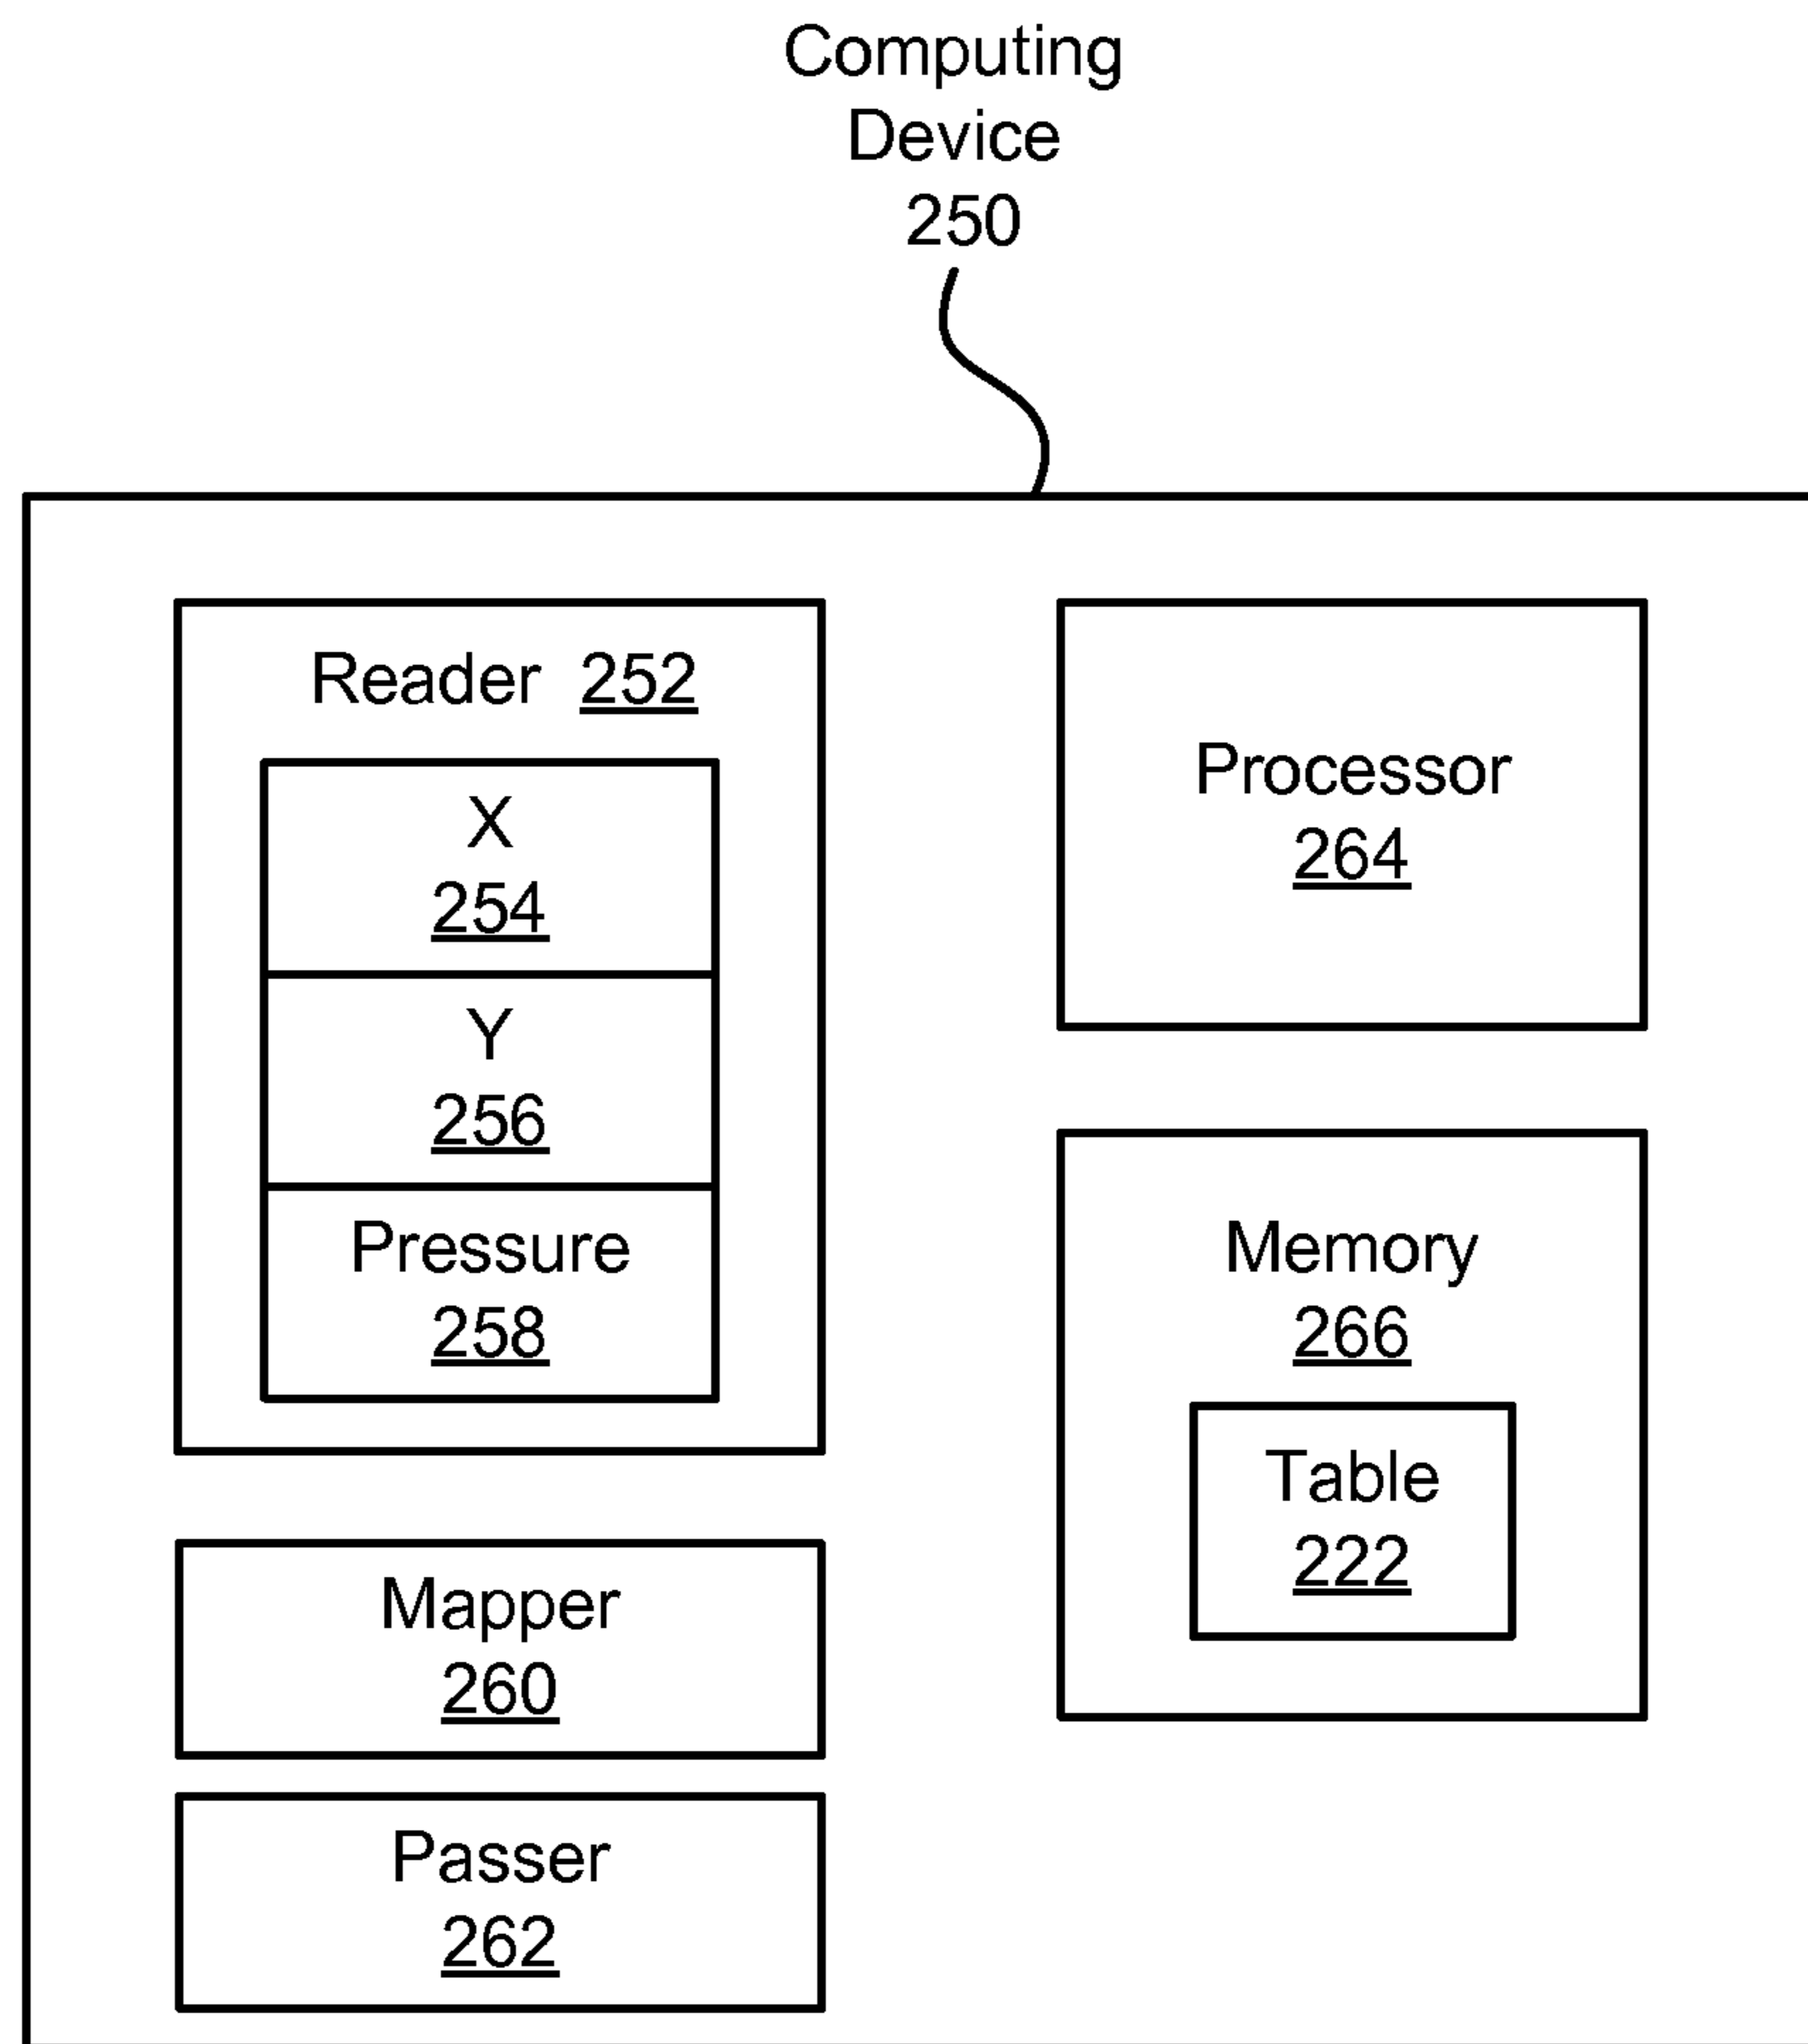 Computing
Device
250
Reader 252
X
254
Y
256
Pressure
258
Mapper
260
Passer
262
Processor
264
Memory
266
Table
222